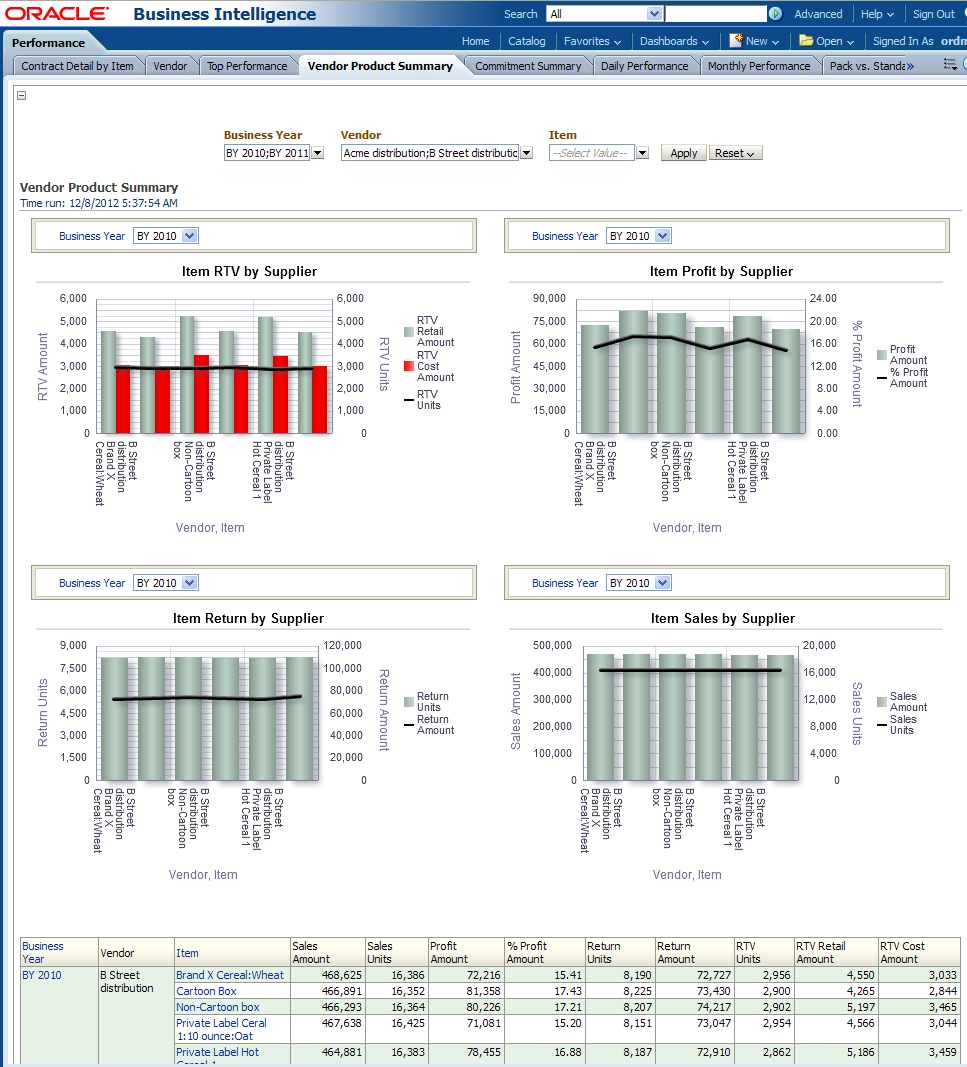 ORACLE® Business Intelligence Search All Advanced Help Sign Out
Performance Home Catalog Favorites Dashboards New Open Signed In As ordn
Contract Detail by Item Vendor Top Performance Vendor Product Summary Commitment Summary Daily Performance Monthly Performance Pack vs. Standa»
Business Year Vendor Item
BY 2010;BY 2011 Acme distribution;B Street distributic --Select Value-- Apply Reset
Vendor Product Summary
Time run: 12/8/2012 5:37:54 AM
Business Year BY 2010
Item RTV by Supplier
RTV Amount
6,000
5,000
4,000
3,000
2,000
1,000
0
6,000
5,000
4,000
3,000
2,000
1,000
0
RTV Units
RTV
Retail
Amount
RTV
Cost
Amount
RTV
Units
B Street
distribution
Brand X
Cereal:Wheat
B Street
distribution
Non-Cartoon
box
B Street
distribution
Private Label
Hot Cereal 1
Vendor, Item
Business Year BY 2010
Item Profit by Supplier
Profit Amount
90,000
75,000
60,000
45,000
30,000
15,000
0
24.00
20.00
16.00
12.00
8.00
4.00
0.00
% Profit Amount
Profit
Amount
% Profit
Amount
B Street
distribution
Brand X
Cereal:Wheat
B Street
distribution
Non-Cartoon
box
B Street
distribution
Private Label
Hot Cereal 1
Vendor, Item
Business Year BY 2010
Item Return by Supplier
Return Units
9,000
7,500
6,000
4,500
3,000
1,500
0
120,000
100,000
80,000
60,000
40,000
20,000
0
Return Amount
Return
Units
Return
Amount
B Street
distribution
Brand X
Cereal:Wheat
B Street
distribution
Non-Cartoon
box
B Street
distribution
Private Label
Hot Cereal 1
Vendor, Item
Business Year BY 2010
Item Sales by Supplier
Sales Amount
500,000
400,000
300,000
200,000
100,000
0
20,000
16,000
12,000
8,000
4,000
0
Sales Units
Sales
Amount
Sales
Units
B Street
distribution
Brand X
Cereal:Wheat
B Street
distribution
Non-Cartoon
box
B Street
distribution
Private Label
Hot Cereal 1
Vendor, Item
Business Year Vendor Item Sales Amount Sales Units Profit Amount % Profit Amount Return Units Return Amount RTV Units RTV Retail Amount RTV Cost Amount
BY 2010 B Street distribution Brand X Cereal:Wheat 468,625 16,386 72,216 15.41 8,190 72,727 2,956 4,550 3,033
Cartoon Box 466,891 16,352 81,358 17.43 8,225 73,430 2,900 4,265 2,844
Non-Cartoon box 466,293 16,364 80,226 17.21 8,207 74,217 2,902 5,197 3,465
Private Label Ceral 1:10 ounce:Oat 467,638 16,425 71,081 15.20 8,151 73,047 2,954 4,566 3,044
Private Label Hot Cereal 1 464,881 16,383 78,455 16.88 8,187 72,910 2,862 5,186 3,459